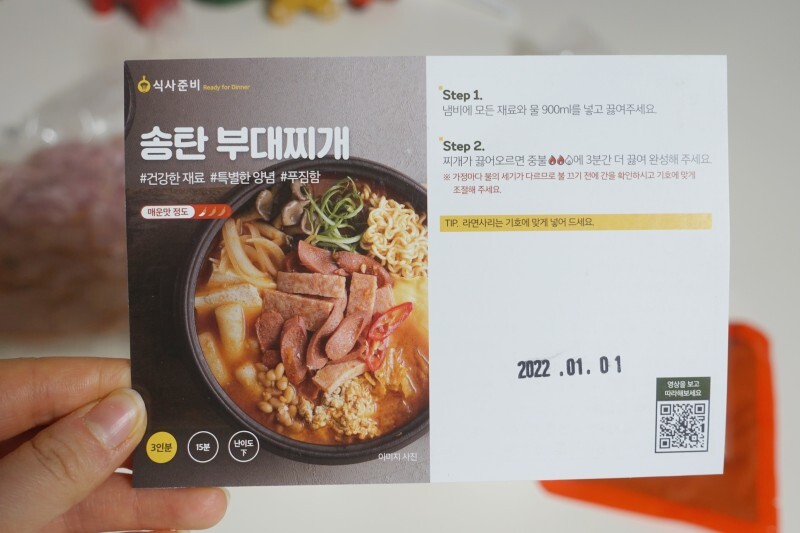 식사준비 Ready for Dinner
송탄 부대찌개
#건강한 재료 #특별한 양념 #푸짐함
매운맛 정도
3인분
15분
난이도
下
이미지 사진
Step 1.
냄비에 모든 재료와 물 900ml를 넣고 끓여주세요.
Step 2.
찌개가 끓어오르면 중불에 3분간 더 끓여 완성해 주세요.
※ 가정마다 불의 세기가 다르므로 불 끄기 전에 간을 확인하시고 기호에 맞게
조절해 주세요.
TIP. 라면사리는 기호에 맞게 넣어 드세요.
2022 .01. 01
영상을 보고
따라해보세요